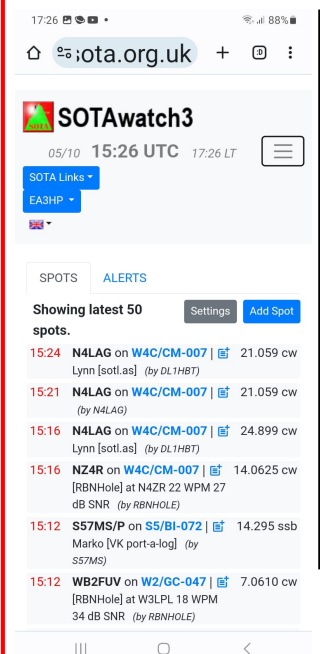 17:26 88%
sota.org.uk + :D
SOTA
SOTAwatch3
05/10 15:26 UTC 17:26 LT
SOTA Links
EA3HP
SPOTS ALERTS
Showing latest 50 spots. Settings Add Spot
15:24 N4LAG on W4C/CM-007 | 21.059 cw
Lynn [sotl.as] (by DL1HBT)
15:21 N4LAG on W4C/CM-007 | 21.059 cw
(by N4LAG)
15:16 N4LAG on W4C/CM-007 | 24.899 cw
Lynn [sotl.as] (by DL1HBT)
15:16 NZ4R on W4C/CM-007 | 14.0625 cw
[RBNHole] at N4ZR 22 WPM 27
dB SNR (by RBNHOLE)
15:12 S57MS/P on S5/BI-072 | 14.295 ssb
Marko [VK port-a-log] (by
S57MS)
15:12 WB2FUV on W2/GC-047 | 7.0610 cw
[RBNHole] at W3LPL 18 WPM
34 dB SNR (by RBNHOLE)